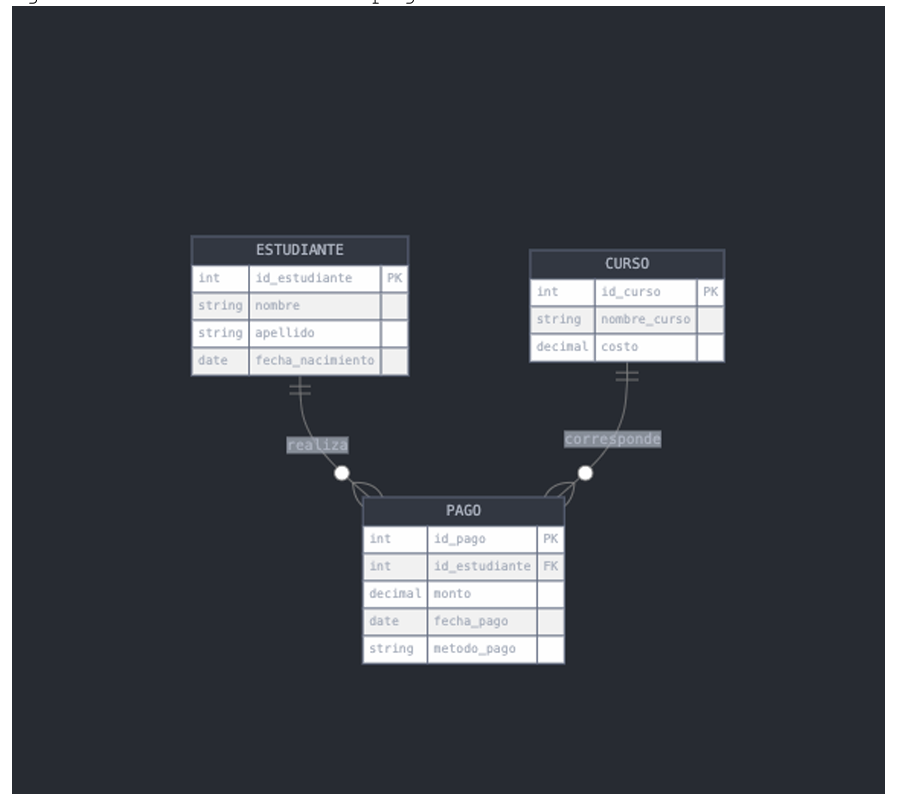 ESTUDIANTE
int id_estudiante PK
string nombre
string apellido
date fecha_nacimiento
CURSO
int id_curso PK
string nombre_curso
decimal costo
realiza
corresponde
PAGO
int id_pago PK
int id_estudiante FK
decimal monto
date fecha_pago
string metodo_pago